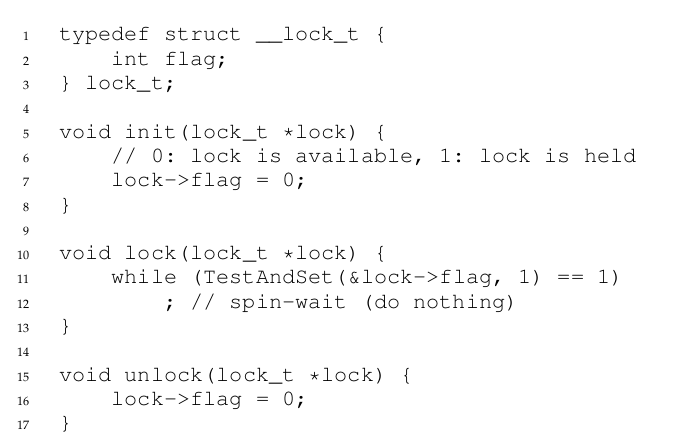 1 typedef struct __lock_t {
2     int flag;
3 } lock_t;
4
5 void init(lock_t *lock) {
6     // 0: lock is available, 1: lock is held
7     lock->flag = 0;
8 }
9
10 void lock(lock_t *lock) {
11     while (TestAndSet(&lock->flag, 1) == 1)
12         ; // spin-wait (do nothing)
13 }
14
15 void unlock(lock_t *lock) {
16     lock->flag = 0;
17 }